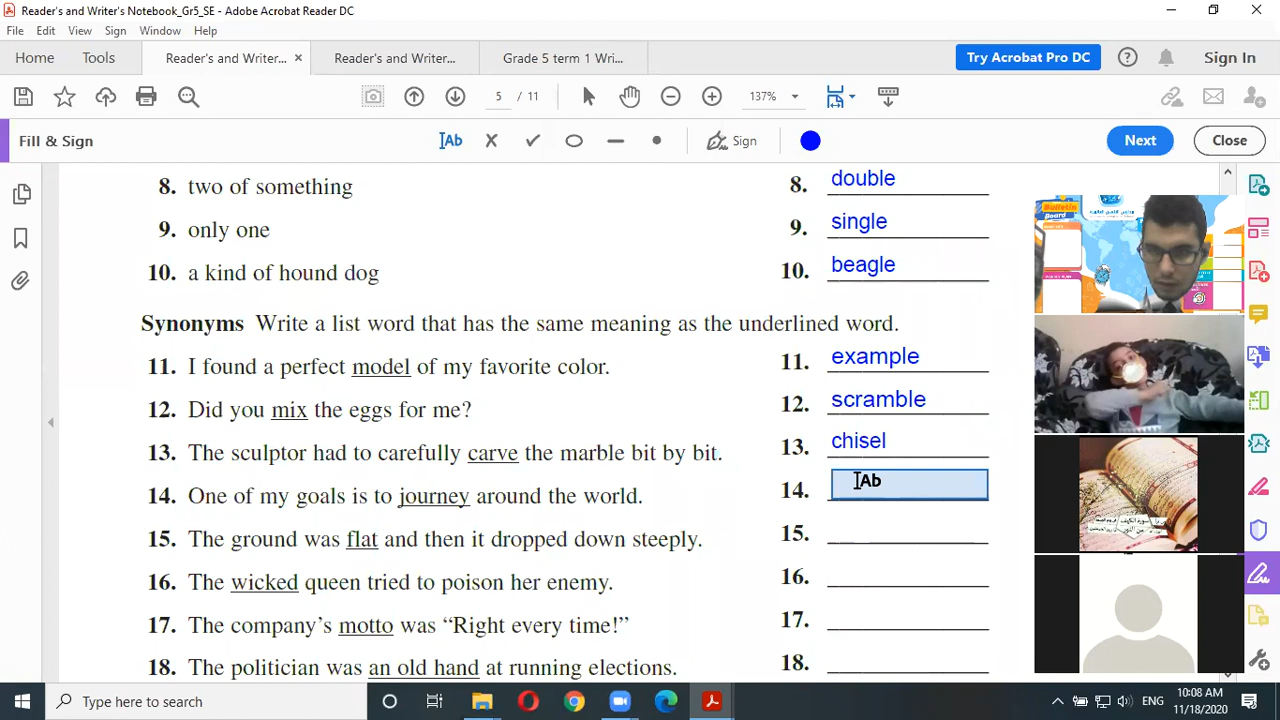 Reader's and Writer's Notebook_Gr5_SE - Adobe Acrobat Reader DC
File Edit View Sign Window Help
Home Tools Reader's and Writer... × Reader's and Writer... Grade 5 term 1 Wri... Try Acrobat Pro DC ? Sign In
5 / 11 137%
Fill & Sign Ab Sign Next Close
8. two of something 8. double
9. only one 9. single
10. a kind of hound dog 10. beagle
Synonyms Write a list word that has the same meaning as the underlined word.
11. I found a perfect model of my favorite color. 11. example
12. Did you mix the eggs for me? 12. scramble
13. The sculptor had to carefully carve the marble bit by bit. 13. chisel
14. One of my goals is to journey around the world. 14. Ab
15. The ground was flat and then it dropped down steeply. 15.
16. The wicked queen tried to poison her enemy. 16.
17. The company's motto was “Right every time!” 17.
18. The politician was an old hand at running elections. 18.
Bulletin
Board
Type here to search
ENG
10:08 AM
11/18/2020